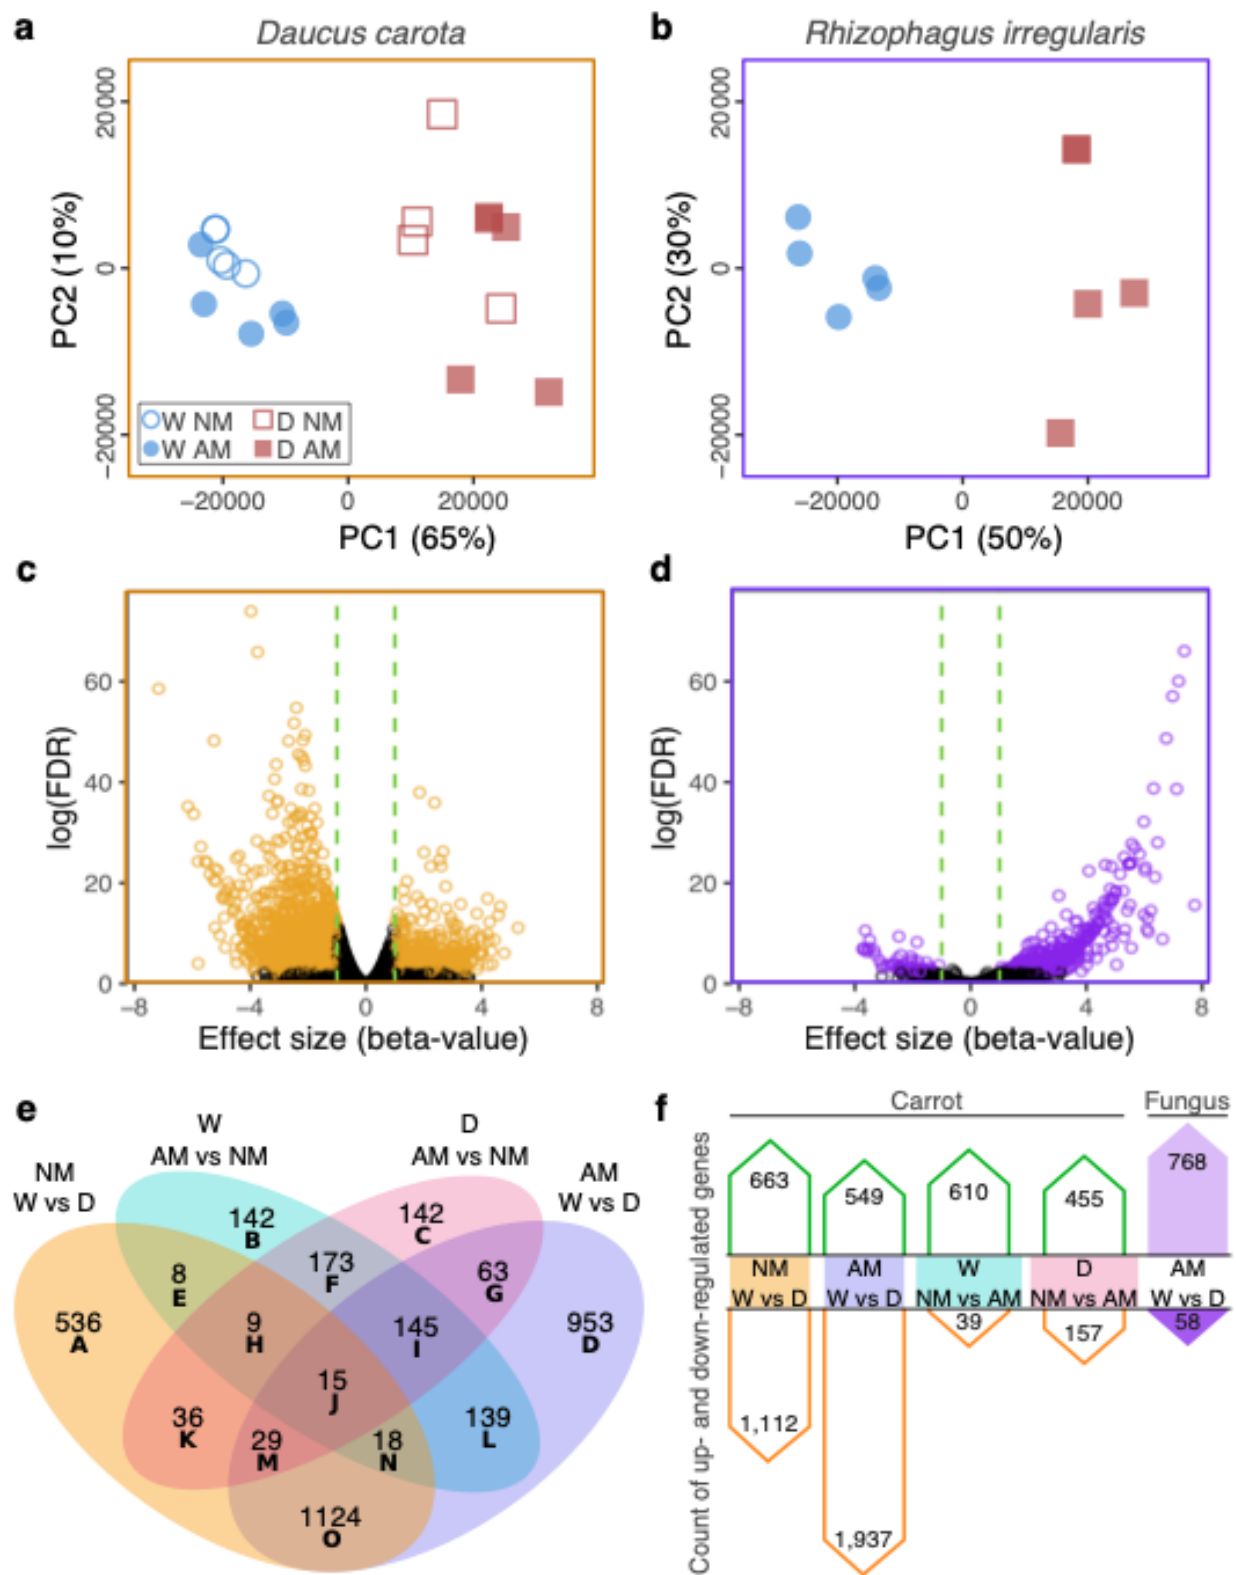 a
Daucus carota
20000
0
−200000
PC2 (10%)
W NM
D NM
W AM
D AM
−20000
0
20000
PC1 (65%)
b
Rhizophagus irregularis
20000
0
−200000
PC2 (30%)
−20000
0
20000
PC1 (50%)
c
log(FDR)
60
40
20
0
−8
−4
0
4
8
Effect size (beta-value)
d
log(FDR)
60
40
20
0
−8
−4
0
4
8
Effect size (beta-value)
e
W
AM vs NM
D
AM vs NM
NM
W vs D
AM
W vs D
142
B
142
C
173
F
8
E
63
G
536
A
9
H
145
I
953
D
15
J
36
K
29
M
18
N
139
L
1124
O
f
Carrot
Fungus
Count of up- and down-regulated genes
663
549
610
455
768
NM
W vs D
AM
W vs D
W
NM vs AM
D
NM vs AM
AM
W vs D
1,112
1,937
39
157
58